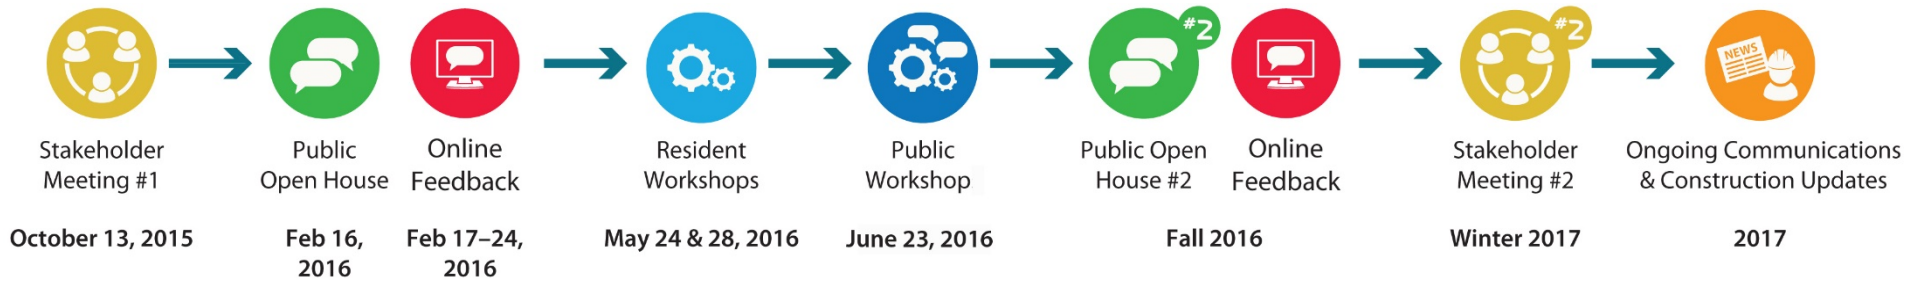 #2
#2
NEWS
Stakeholder
Meeting #1
October 13, 2015
Public
Open House
Feb 16,
2016
Online
Feedback
Feb 17–24,
2016
Resident
Workshops
May 24 & 28, 2016
Public
Workshop
June 23, 2016
Public Open
House #2
Online
Feedback
Fall 2016
Stakeholder
Meeting #2
Winter 2017
Ongoing Communications
& Construction Updates
2017